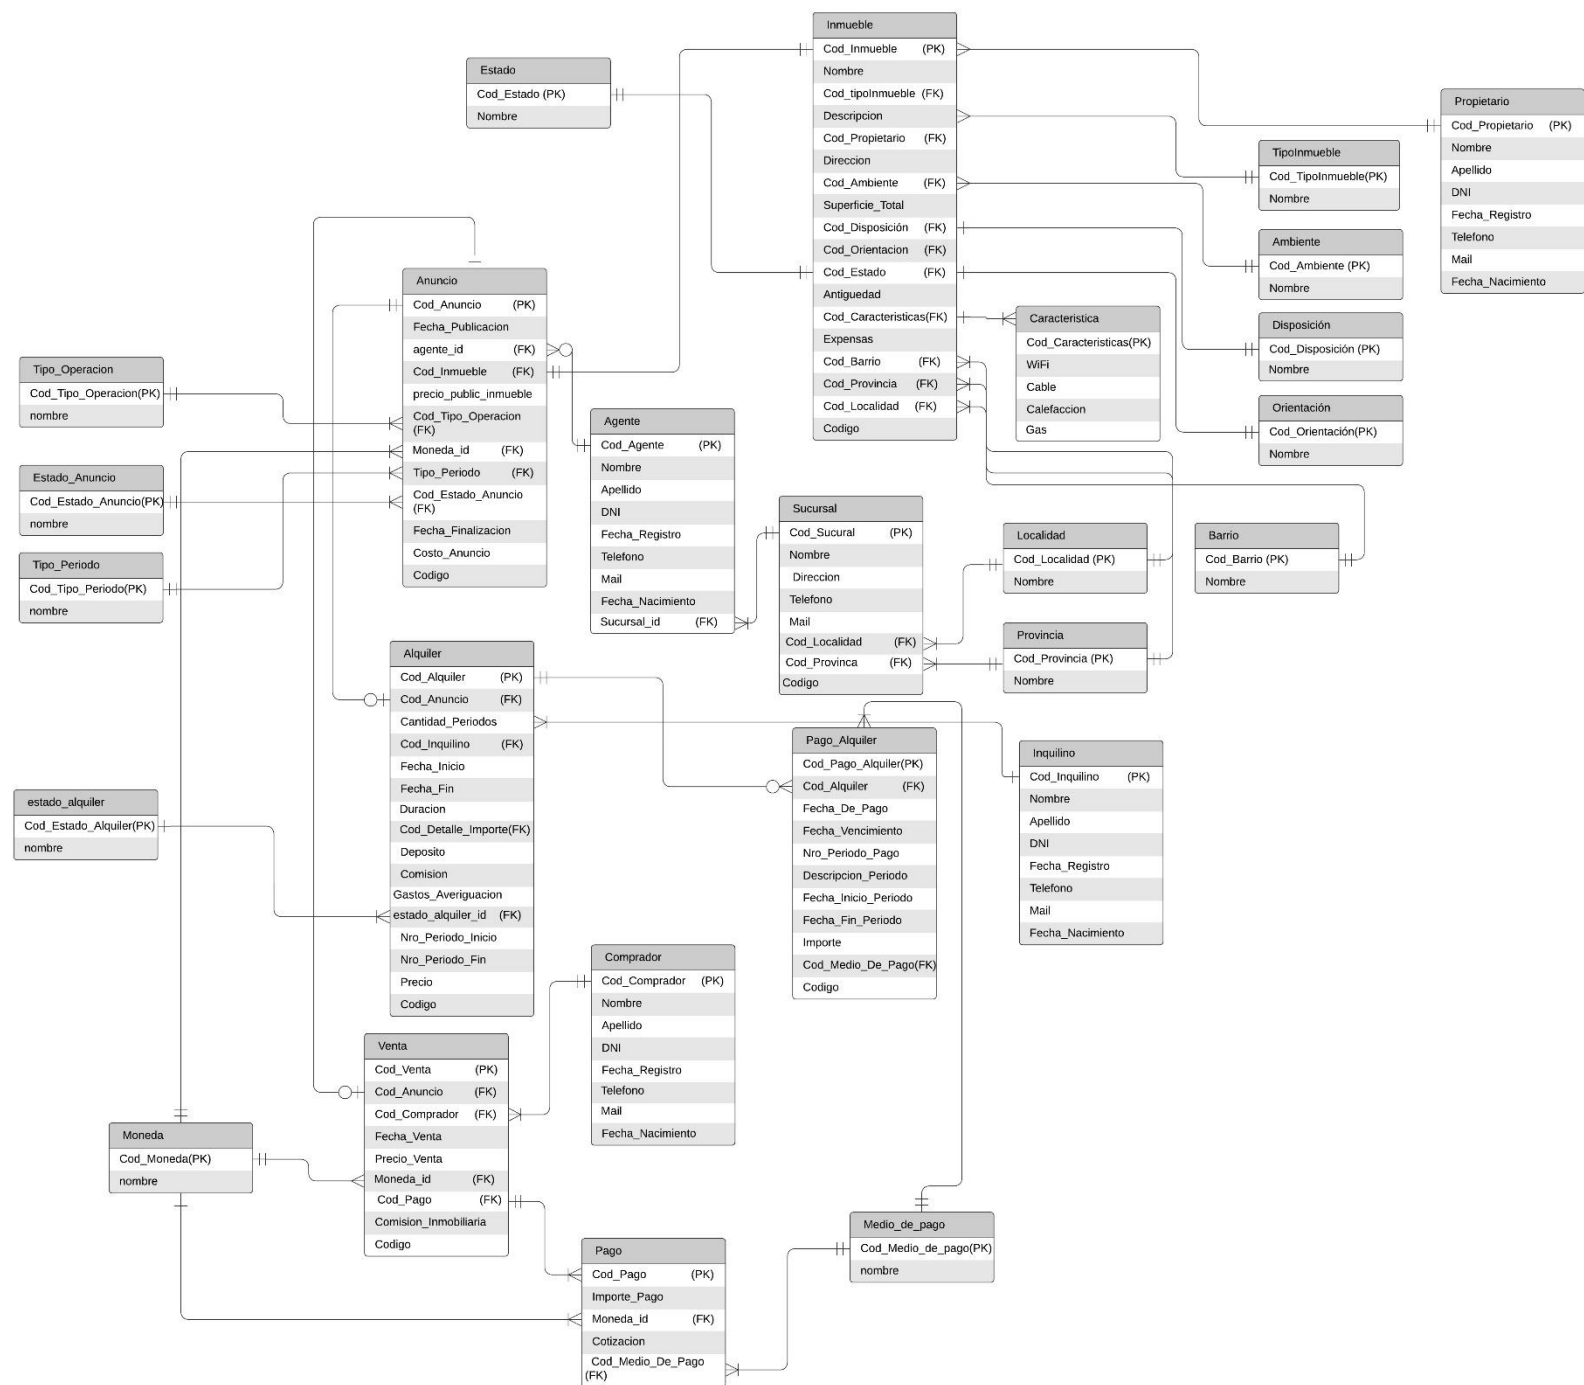 Inmueble
Cod_Inmueble (PK)
Nombre
Cod_tipoInmueble (FK)
Descripcion
Cod_Propietario (FK)
Direccion
Cod_Ambiente (FK)
Superficie_Total
Cod_Disposición (FK)
Cod_Orientacion (FK)
Cod_Estado (FK)
Antiguedad
Cod_Caracteristicas(FK)
Expensas
Cod_Barrio (FK)
Cod_Provincia (FK)
Cod_Localidad (FK)
Codigo
Estado
Cod_Estado (PK)
Nombre
Propietario
Cod_Propietario (PK)
Nombre
Apellido
DNI
Fecha_Registro
Telefono
Mail
Fecha_Nacimiento
TipoInmueble
Cod_TipoInmueble(PK)
Nombre
Ambiente
Cod_Ambiente (PK)
Nombre
Disposición
Cod_Disposición (PK)
Nombre
Orientación
Cod_Orientación(PK)
Nombre
Caracteristica
Cod_Caracteristicas(PK)
WiFi
Cable
Calefaccion
Gas
Anuncio
Cod_Anuncio (PK)
Fecha_Publicacion
agente_id (FK)
Cod_Inmueble (FK)
precio_public_inmueble
Cod_Tipo_Operacion
(FK)
Moneda_id (FK)
Tipo_Periodo (FK)
Cod_Estado_Anuncio
(FK)
Fecha_Finalizacion
Costo_Anuncio
Codigo
Tipo_Operacion
Cod_Tipo_Operacion(PK)
nombre
Estado_Anuncio
Cod_Estado_Anuncio(PK)
nombre
Tipo_Periodo
Cod_Tipo_Periodo(PK)
nombre
Agente
Cod_Agente (PK)
Nombre
Apellido
DNI
Fecha_Registro
Telefono
Mail
Fecha_Nacimiento
Sucursal_id (FK)
Sucursal
Cod_Sucural (PK)
Nombre
Direccion
Telefono
Mail
Cod_Localidad (FK)
Cod_Provinca (FK)
Codigo
Localidad
Cod_Localidad (PK)
Nombre
Barrio
Cod_Barrio (PK)
Nombre
Provincia
Cod_Provincia (PK)
Nombre
Alquiler
Cod_Alquiler (PK)
Cod_Anuncio (FK)
Cantidad_Periodos
Cod_Inquilino (FK)
Fecha_Inicio
Fecha_Fin
Duracion
Cod_Detalle_Importe(FK)
Deposito
Comision
Gastos_Averiguacion
estado_alquiler_id (FK)
Nro_Periodo_Inicio
Nro_Periodo_Fin
Precio
Codigo
estado_alquiler
Cod_Estado_Alquiler(PK)
nombre
Pago_Alquiler
Cod_Pago_Alquiler(PK)
Cod_Alquiler (FK)
Fecha_De_Pago
Fecha_Vencimiento
Nro_Periodo_Pago
Descripcion_Periodo
Fecha_Inicio_Periodo
Fecha_Fin_Periodo
Importe
Cod_Medio_De_Pago(FK)
Codigo
Inquilino
Cod_Inquilino (PK)
Nombre
Apellido
DNI
Fecha_Registro
Telefono
Mail
Fecha_Nacimiento
Comprador
Cod_Comprador (PK)
Nombre
Apellido
DNI
Fecha_Registro
Telefono
Mail
Fecha_Nacimiento
Venta
Cod_Venta (PK)
Cod_Anuncio (FK)
Cod_Comprador (FK)
Fecha_Venta
Precio_Venta
Moneda_id (FK)
Cod_Pago (FK)
Comision_Inmobiliaria
Codigo
Moneda
Cod_Moneda(PK)
nombre
Medio_de_pago
Cod_Medio_de_pago(PK)
nombre
Pago
Cod_Pago (PK)
Importe_Pago
Moneda_id (FK)
Cotizacion
Cod_Medio_De_Pago
(FK)